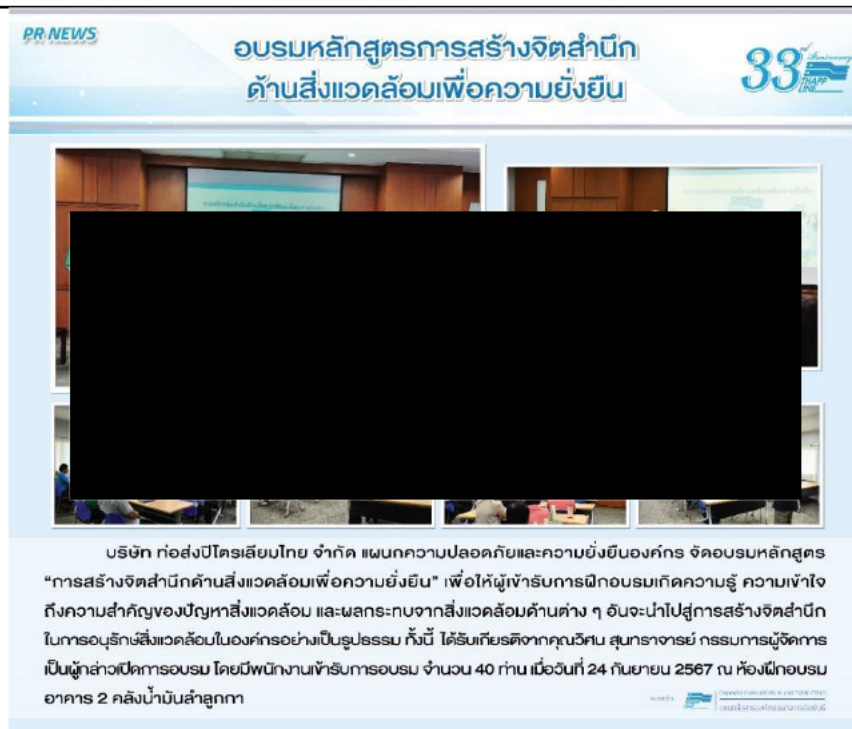 PR NEWS
อบรมหลักสูตรการสร้างจิตสำนึก
ด้านสิ่งแวดล้อมเพื่อความยั่งยืน
33rd Anniversary
THAPP
LINE
บริษัท ท่อส่งปิโตรเลียมไทย จำกัด แผนกความปลอดภัยและความยั่งยืนองค์กร จัดอบรมหลักสูตร
“การสร้างจิตสำนึกด้านสิ่งแวดล้อมเพื่อความยั่งยืน” เพื่อให้ผู้เข้ารับการฝึกอบรมเกิดความรู้ ความเข้าใจ
ถึงความสำคัญของปัญหาสิ่งแวดล้อม และผลกระทบจากสิ่งแวดล้อมด้านต่าง ๆ อันจะนำไปสู่การสร้างจิตสำนึก
ในการอนุรักษ์สิ่งแวดล้อมในองค์กรอย่างเป็นรูปธรรม ทั้งนี้ ได้รับเกียรติจากคุณวิศน สุนทราจารย์ กรรมการผู้จัดการ
เป็นผู้กล่าวเปิดการอบรม โดยมีพนักงานเข้ารับการอบรม จำนวน 40 ท่าน เมื่อวันที่ 24 กันยายน 2567 ณ ห้องฝึกอบรม
อาคาร 2 คลังน้ำมันลำลูกกา